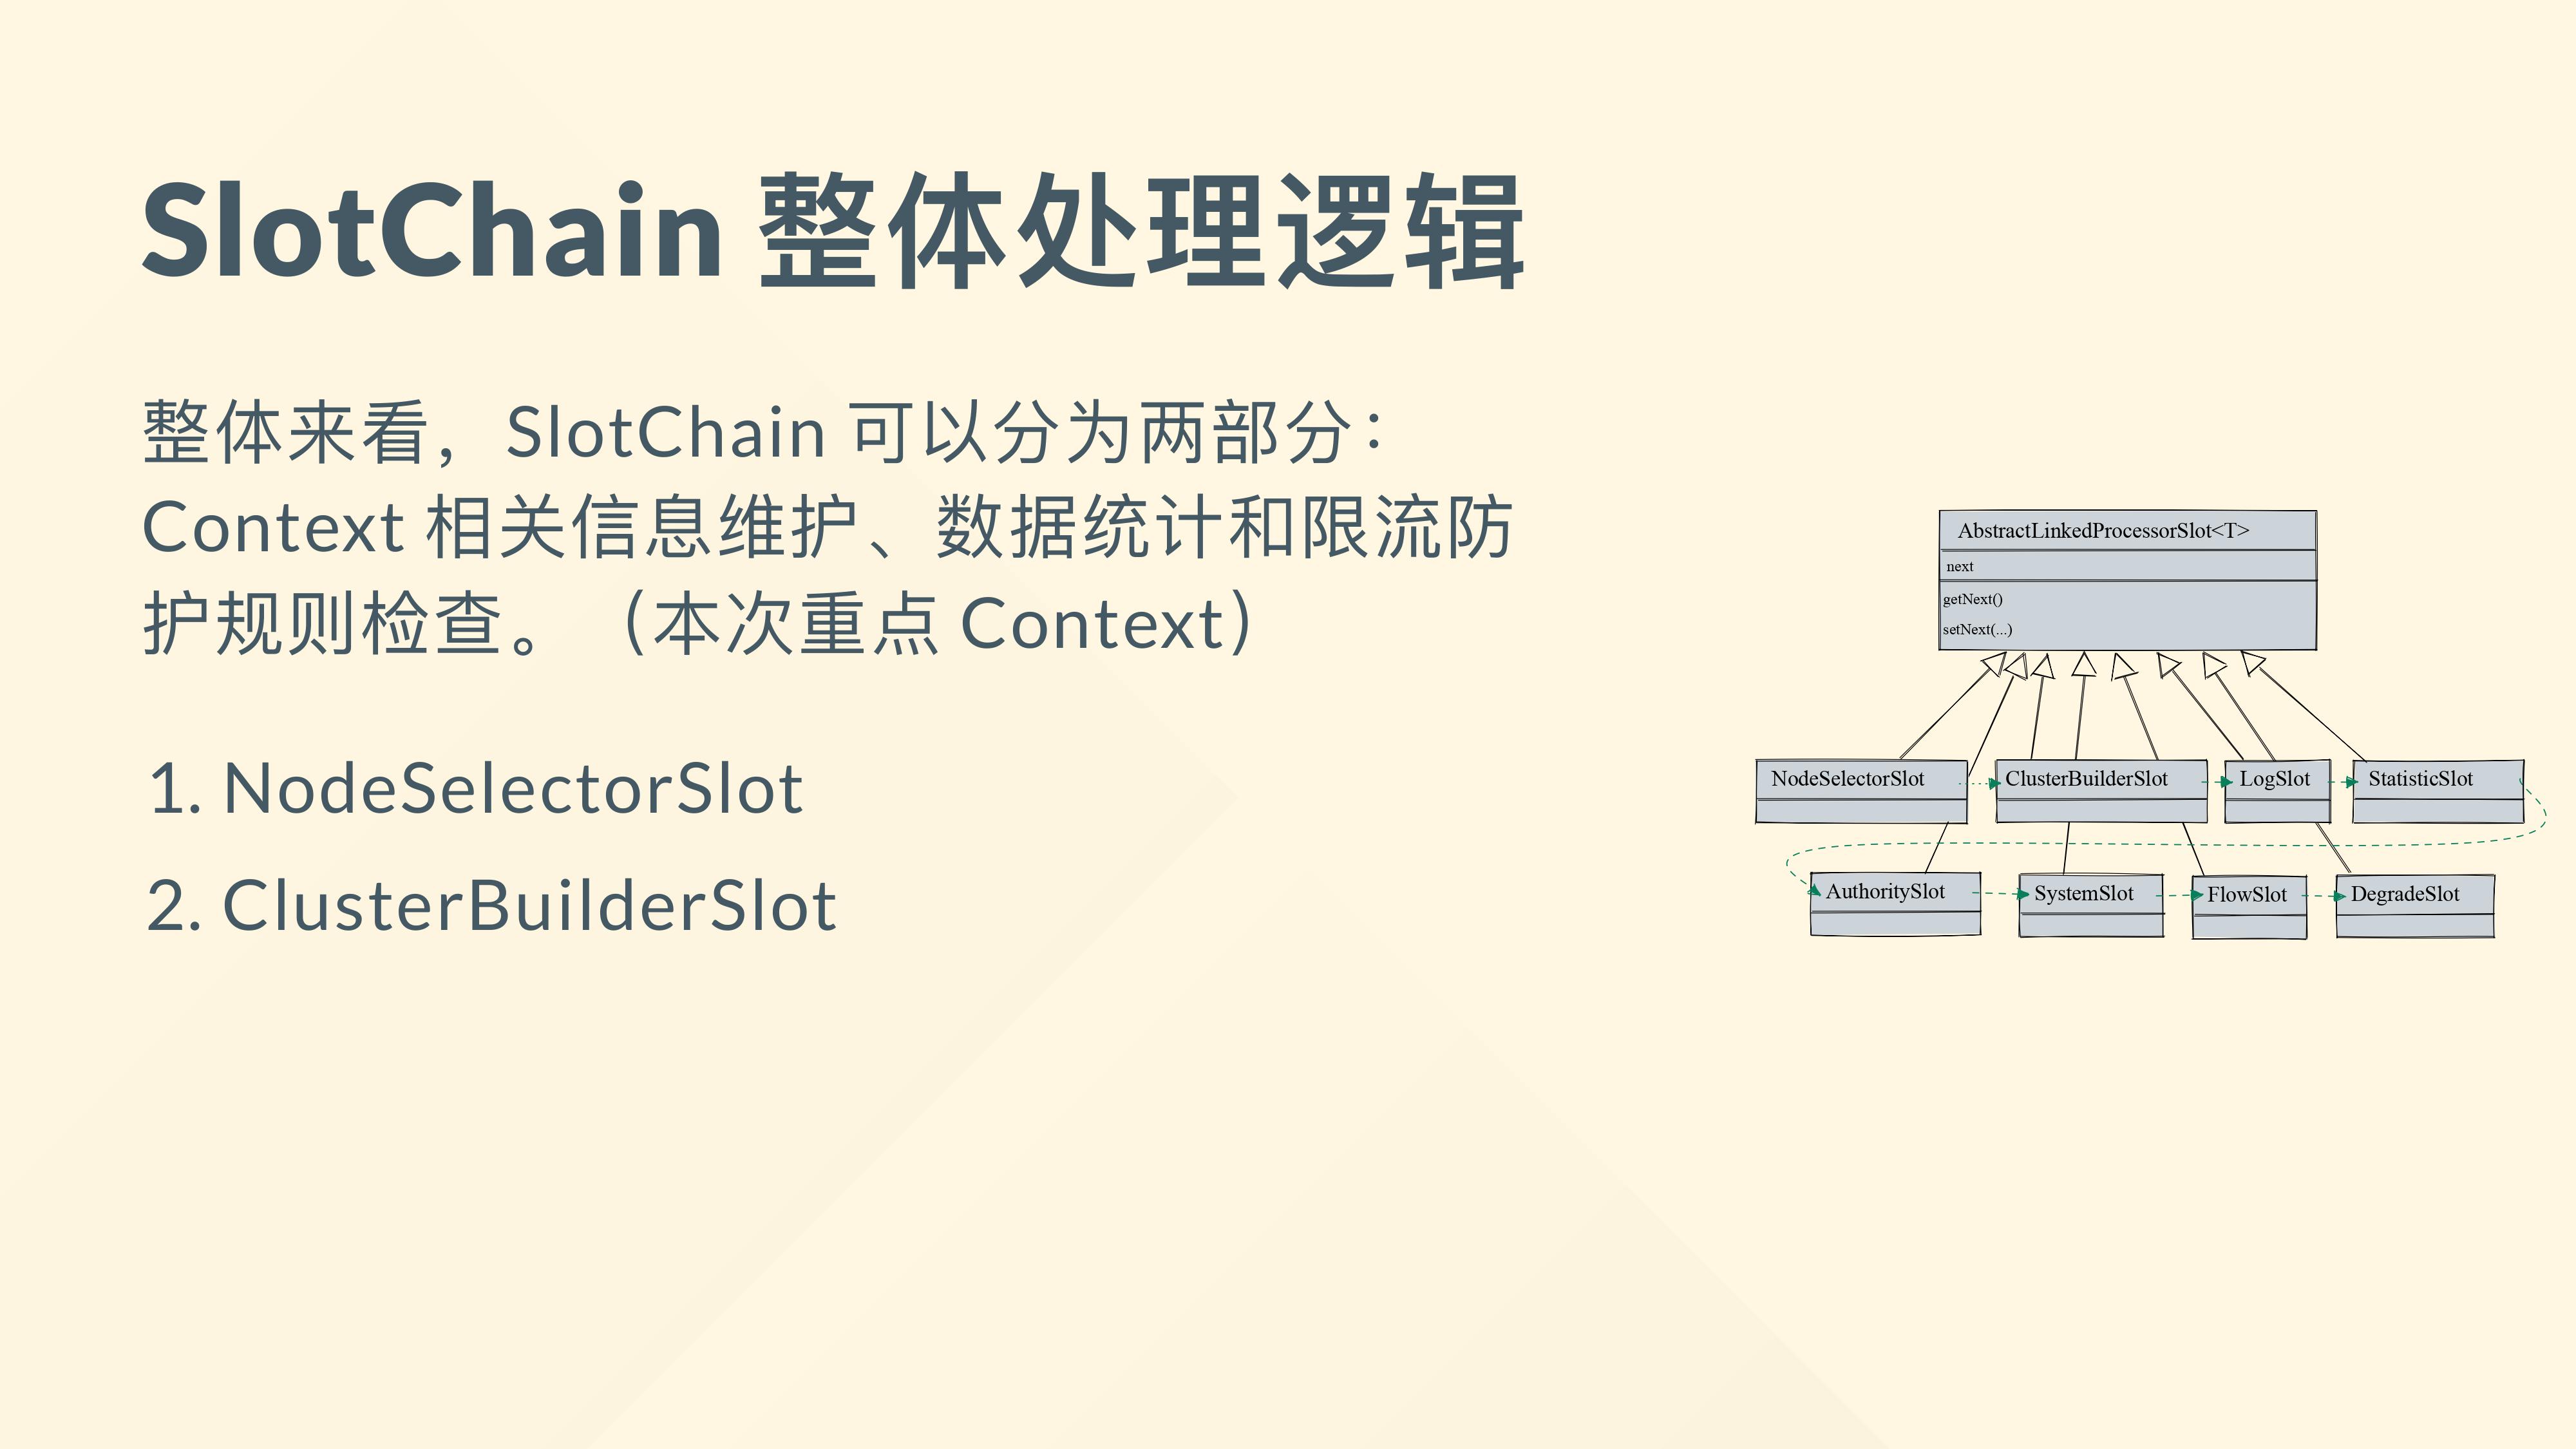 SlotChain 整体处理逻辑
整体来看，SlotChain 可以分为两部分：
Context 相关信息维护、数据统计和限流防
护规则检查。（本次重点 Context）
1. NodeSelectorSlot
2. ClusterBuilderSlot
AbstractLinkedProcessorSlot<T>
next
getNext()
setNext(...)
NodeSelectorSlot
ClusterBuilderSlot
LogSlot
StatisticSlot
AuthoritySlot
SystemSlot
FlowSlot
DegradeSlot